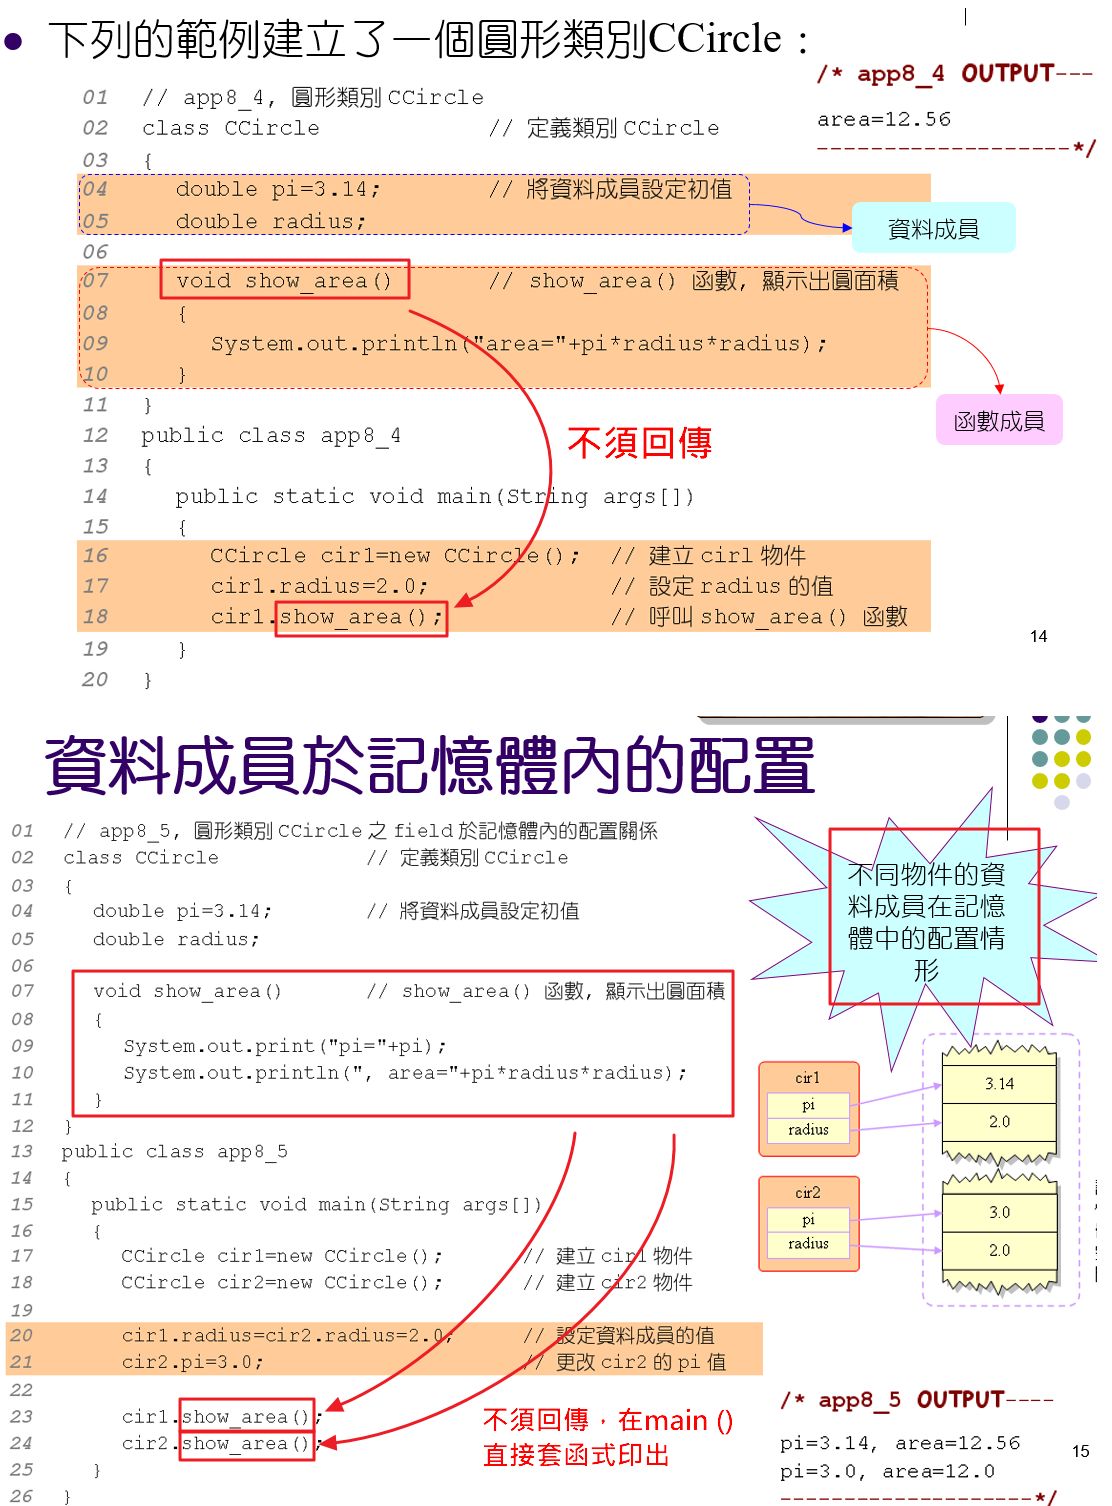 下列的範例建立了一個圓形類別CCircle：
/* app8_4 OUTPUT---
area=12.56
-------------------*/
01 // app8_4, 圓形類別 CCircle
02 class CCircle // 定義類別 CCircle
03 {
04 double pi=3.14; // 將資料成員設定初值
05 double radius;
資料成員
06
07 void show_area() // show_area() 函數, 顯示出圓面積
08 {
09 System.out.println("area="+pi*radius*radius);
10 }
函數成員
11 }
12 public class app8_4
不須回傳
13 {
14 public static void main(String args[])
15 {
16 CCircle cir1=new CCircle(); // 建立 cir1 物件
17 cir1.radius=2.0; // 設定 radius 的值
18 cir1.show_area(); // 呼叫 show_area() 函數
14
19 }
20 }
資料成員於記憶體內的配置
01 // app8_5, 圓形類別 CCircle 之 field 於記憶體內的配置關係
02 class CCircle // 定義類別 CCircle
03 {
04 double pi=3.14; // 將資料成員設定初值
05 double radius;
06
07 void show_area() // show_area() 函數, 顯示出圓面積
08 {
09 System.out.print("pi="+pi);
10 System.out.println(", area="+pi*radius*radius);
11 }
12 }
13 public class app8_5
14 {
15 public static void main(String args[])
16 {
17 CCircle cir1=new CCircle(); // 建立 cir1 物件
18 CCircle cir2=new CCircle(); // 建立 cir2 物件
19
20 cir1.radius=cir2.radius=2.0; // 設定資料成員的值
21 cir2.pi=3.0; // 更改 cir2 的 pi 值
22
23 cir1.show_area();
24 cir2.show_area();
25 }
26 }
不須回傳，在main ()
直接套函式印出
不同物件的資
料成員在記憶
體中的配置情
形
cir1
pi
radius
3.14
2.0
cir2
pi
radius
3.0
2.0
/* app8_5 OUTPUT----
pi=3.14, area=12.56
pi=3.0, area=12.0
-------------------*/
15